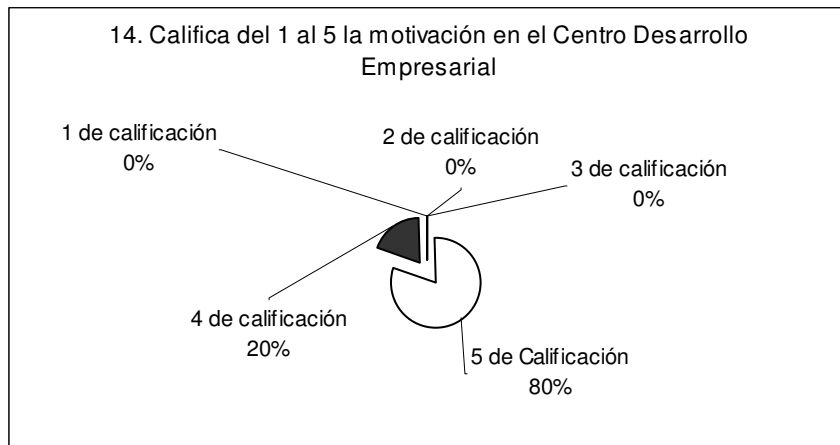 14. Califica del 1 al 5 la motivación en el Centro Desarrollo
Empresarial
1 de calificación
0%
2 de calificación
0%
3 de calificación
0%
4 de calificación
20%
5 de Calificación
80%